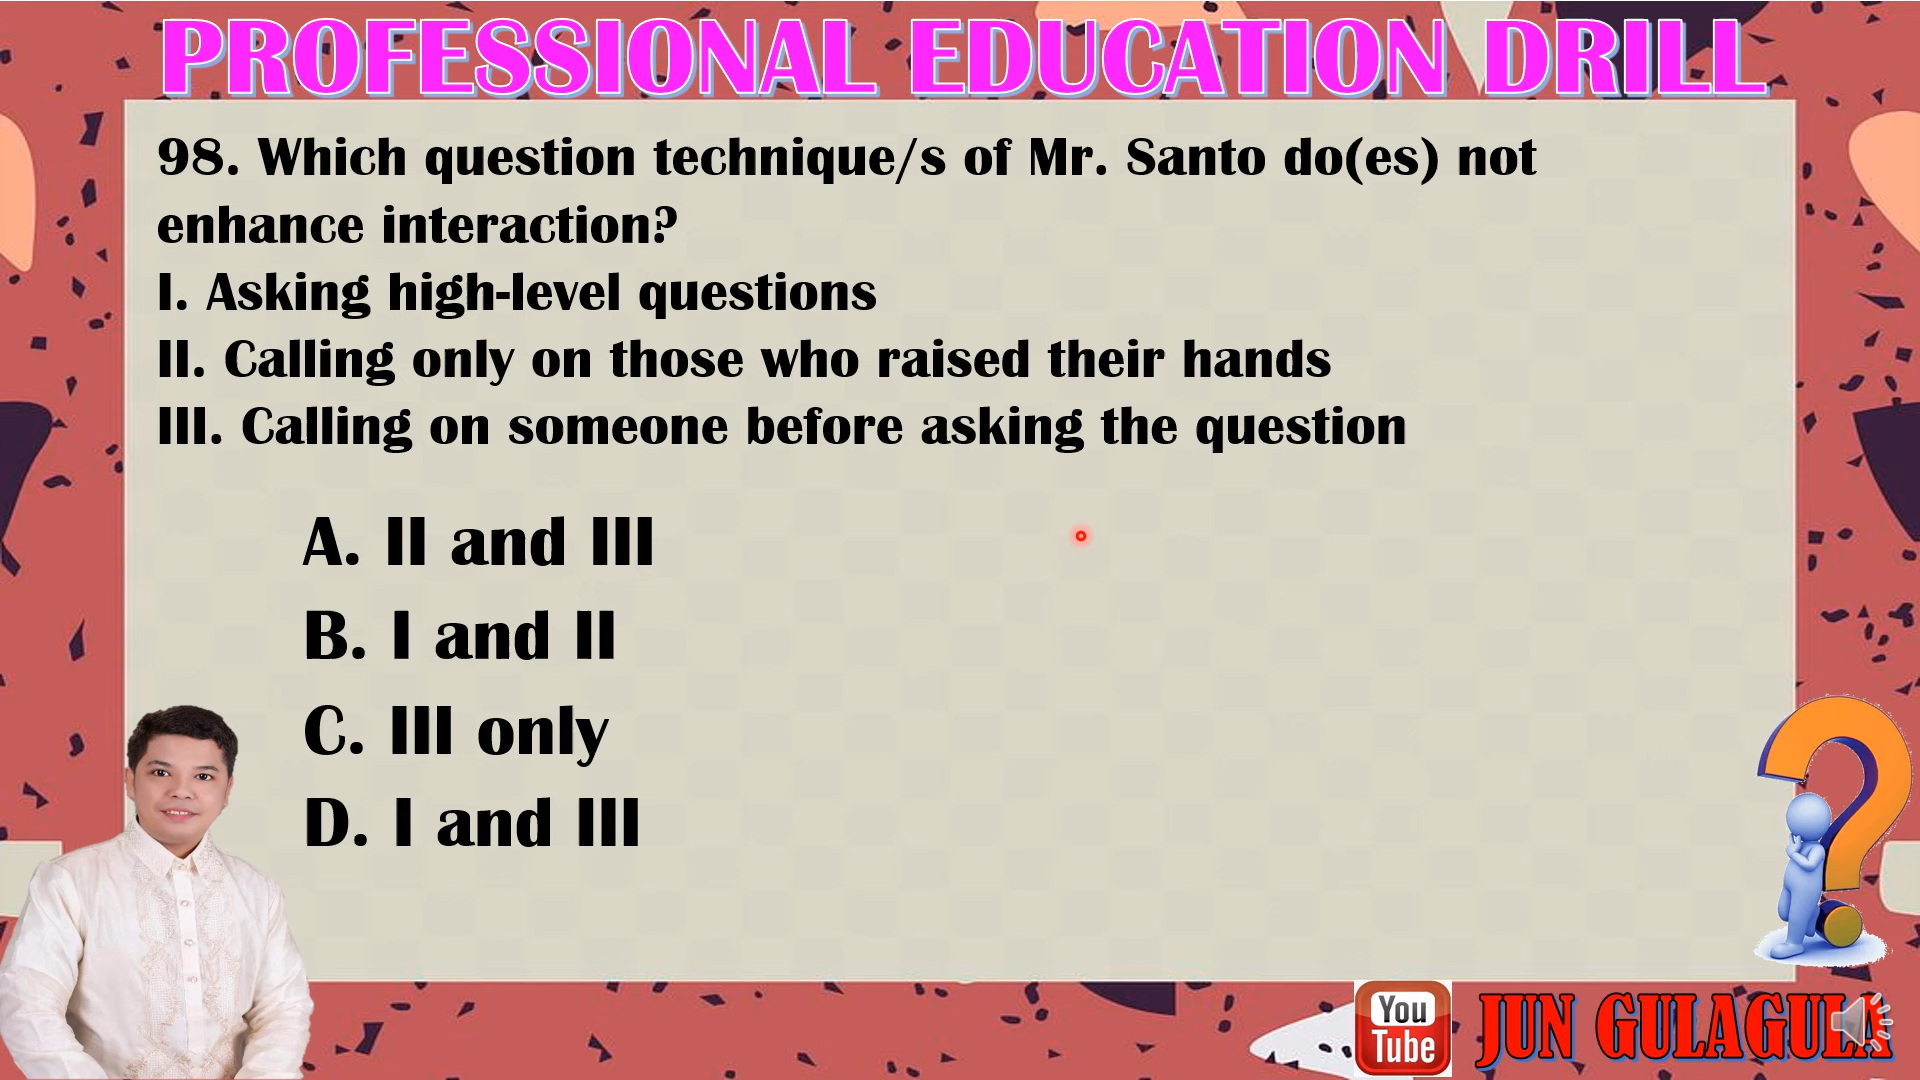 PROFESSIONAL EDUCATION DRILL
98. Which question technique/s of Mr. Santo do(es) not
enhance interaction?
I. Asking high-level questions
II. Calling only on those who raised their hands
III. Calling on someone before asking the question
A. II and III
B. I and II
C. III only
D. I and III
You
Tube
JUN GULAGULA